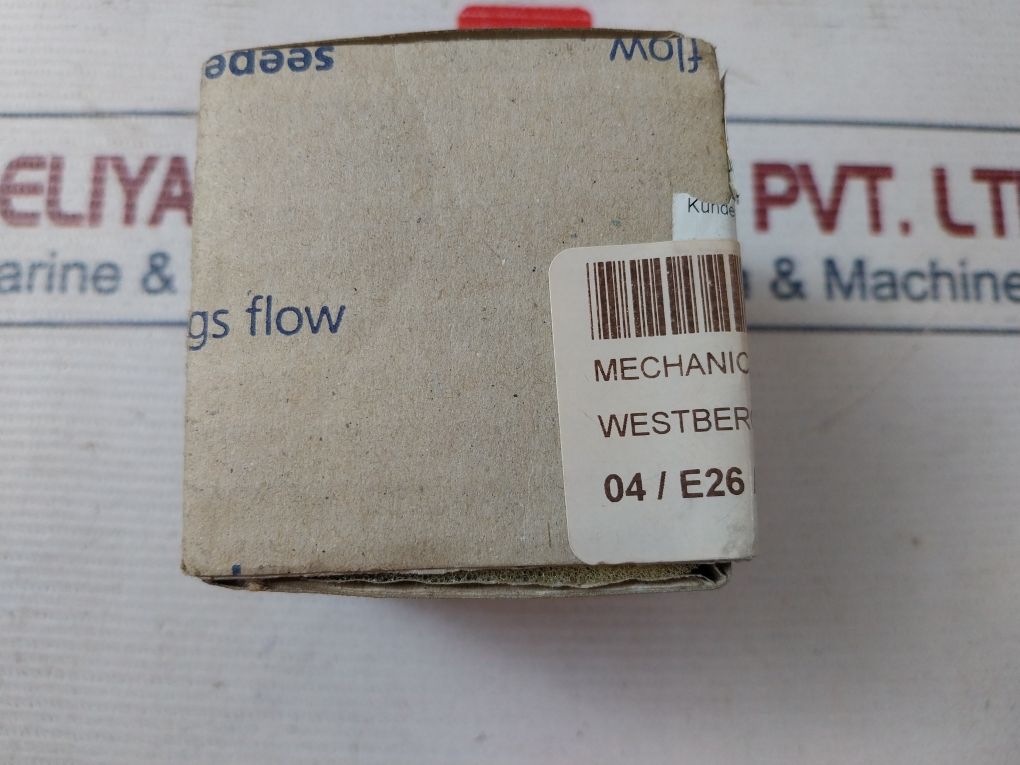 seepe
flow
ELIYA
PVT. LT
arine &
& Machine
Kunde
gs flow
MECHANIC
WESTBER
04 / E26